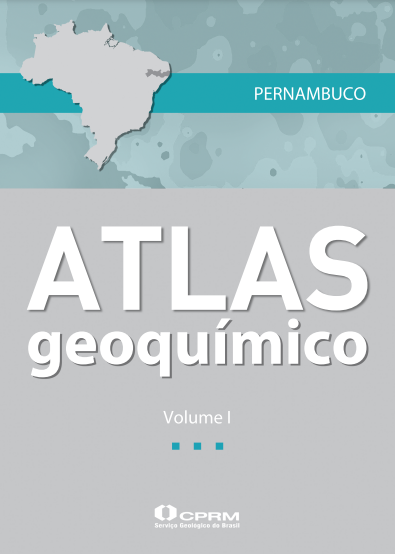 PERNAMBUCO
ATLAS
geoquímico
Volume I
CPRM
Serviço Geológico do Brasil